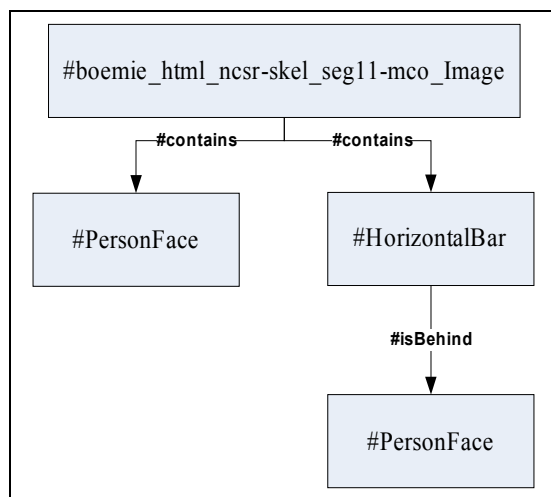 #boemie_html_ncsr-skel_seg11-mco_Image
#contains #contains
#PersonFace
#HorizontalBar
#isBehind
#PersonFace